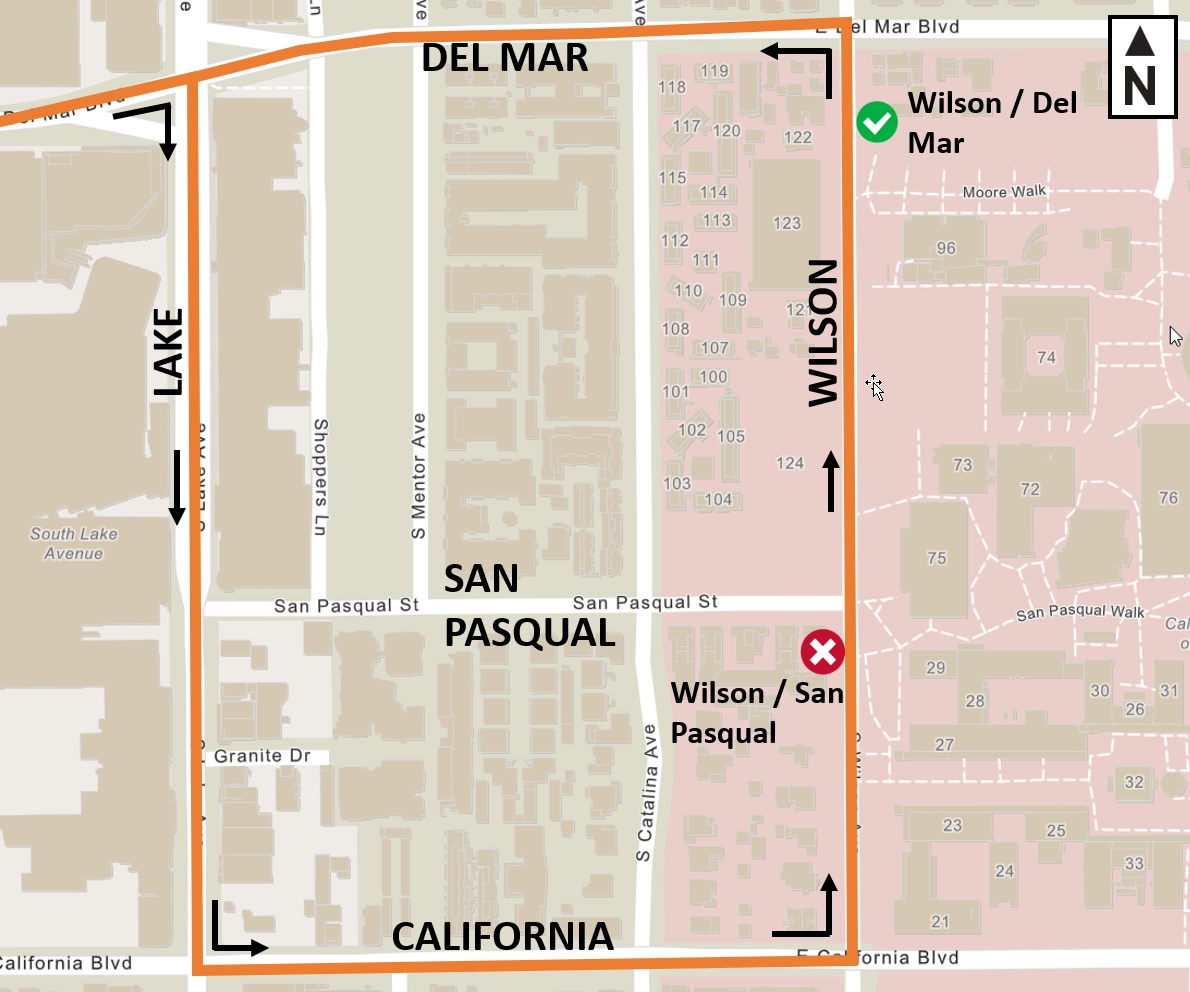 E Del Mar Blvd
DEL MAR
N
Del Mar Blvd
Wilson / Del
Mar
119
118
117
120
122
Moore Walk
115
114
123
113
96
112
111
110
109
121
LAKE
WILSON
108
107
74
101
100
102
105
S Lake Ave
Shoppers Ln
S Mentor Ave
124
73
72
76
103
104
South Lake
Avenue
75
SAN
San Pasqual St
San Pasqual St
San Pasqual Walk
PASQUAL
29
30
31
28
26
Wilson / San
Pasqual
27
Granite Dr
32
S Catalina Ave
23
25
33
24
21
CALIFORNIA
California Blvd
E California Blvd